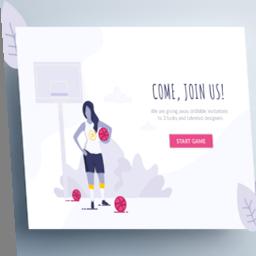 COME, JOIN US!
We are giving away dribbble invitations
to 3 lucky and talented designers.
START GAME